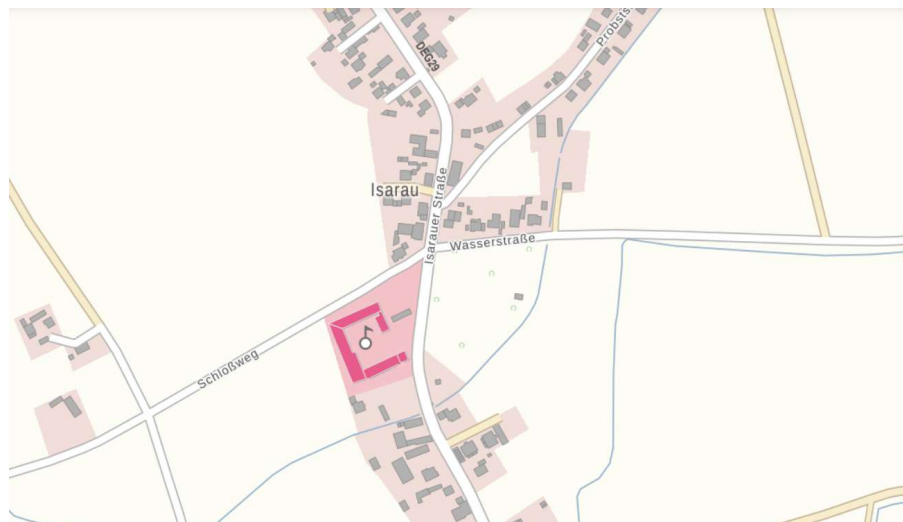 DEG29
Probsts
Isarau
Isarauer Straße
Wasserstraße
Schloßweg